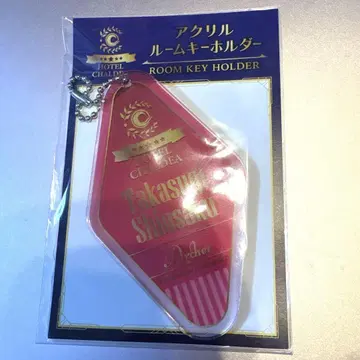 HOTEL
CHALDEA
アクリル
ルームキーホルダー
ROOM KEY HOLDER
HOTEL
CHALDEA
Takasugi
Shinsaku
Archer